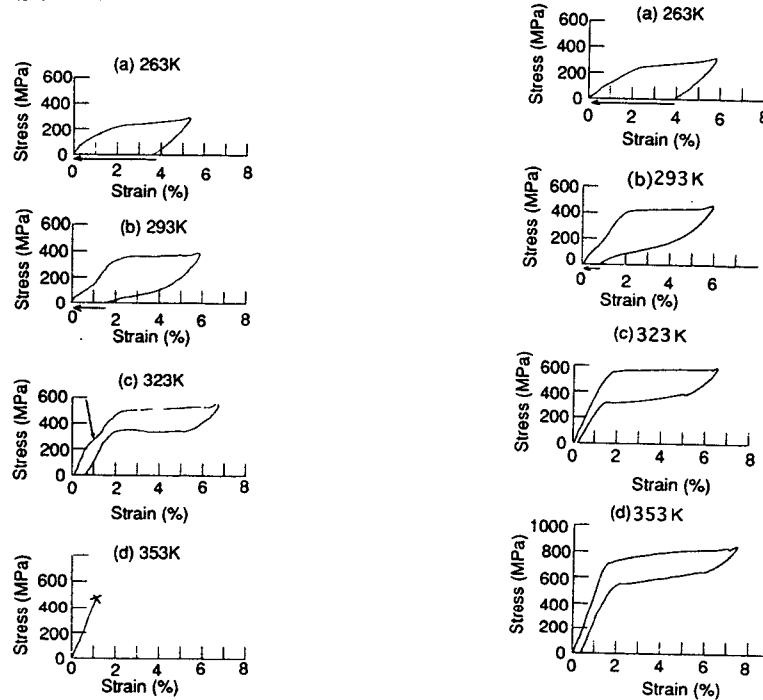 (a) 263K
Stress (MPa)
600
400
200
0
0 2 4 6 8
Strain (%)
(b) 293K
Stress (MPa)
600
400
200
0
0 2 4 6 8
Strain (%)
(c) 323K
Stress (MPa)
600
400
200
0
0 2 4 6 8
Strain (%)
(d) 353K
Stress (MPa)
600
400
200
0
0 2 4 6 8
Strain (%)
(a) 263K
Stress (MPa)
600
400
200
0
0 2 4 6 8
Strain (%)
(b) 293K
Stress (MPa)
600
400
200
0
0 2 4 6
Strain (%)
(c) 323K
Stress (MPa)
600
400
200
0
0 2 4 6 8
Strain (%)
(d) 353K
Stress (MPa)
1000
800
600
400
200
0
0 2 4 6 8
Strain (%)